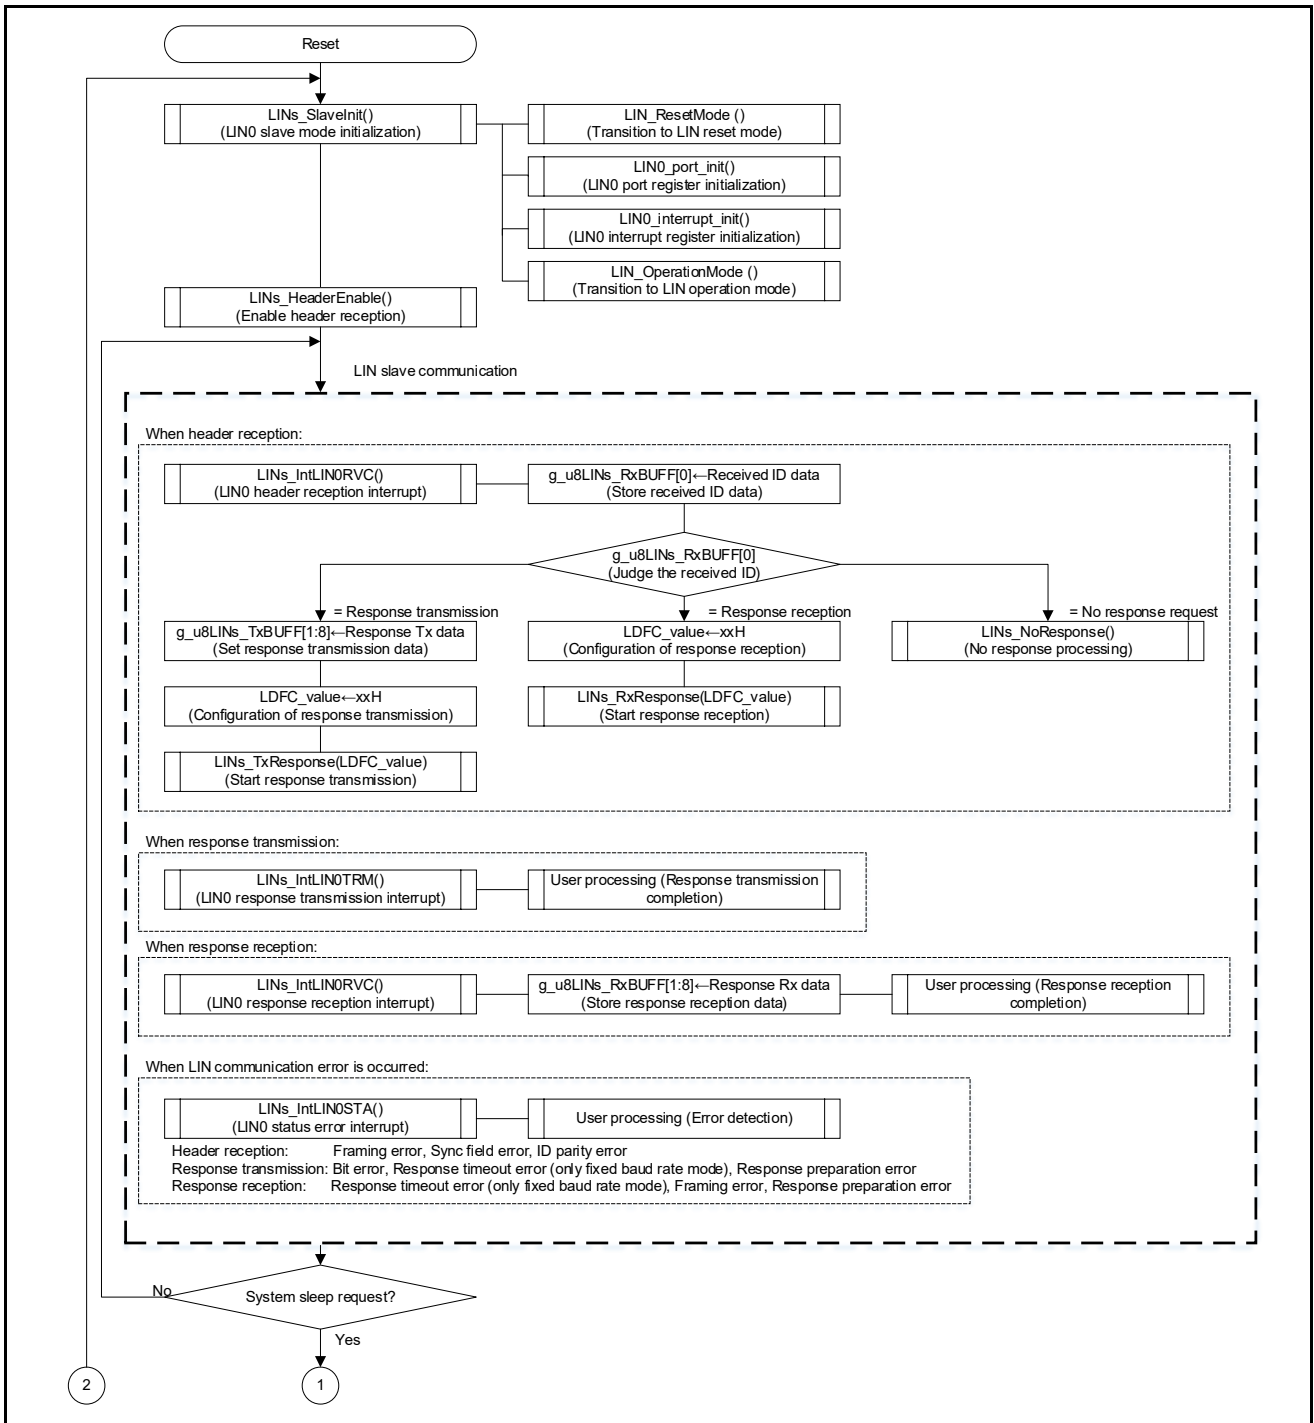 Reset
LINs_SlaveInit()
(LIN0 slave mode initialization)
LIN_ResetMode ()
(Transition to LIN reset mode)
LIN0_port_init()
(LIN0 port register initialization)
LIN0_interrupt_init()
(LIN0 interrupt register initialization)
LIN_OperationMode ()
(Transition to LIN operation mode)
LINs_HeaderEnable()
(Enable header reception)
LIN slave communication
When header reception:
LINs_IntLIN0RVC()
(LIN0 header reception interrupt)
g_u8LINs_RxBUFF[0]←Received ID data
(Store received ID data)
g_u8LINs_RxBUFF[0]
(Judge the received ID)
= Response transmission
= Response reception
= No response request
g_u8LINs_TxBUFF[1:8]←Response Tx data
(Set response transmission data)
LDFC_value←xxH
(Configuration of response reception)
LINs_NoResponse()
(No response processing)
LDFC_value←xxH
(Configuration of response transmission)
LINs_RxResponse(LDFC_value)
(Start response reception)
LINs_TxResponse(LDFC_value)
(Start response transmission)
When response transmission:
LINs_IntLIN0TRM()
(LIN0 response transmission interrupt)
User processing (Response transmission
completion)
When response reception:
LINs_IntLIN0RVC()
(LIN0 response reception interrupt)
g_u8LINs_RxBUFF[1:8]←Response Rx data
(Store response reception data)
User processing (Response reception
completion)
When LIN communication error is occurred:
LINs_IntLIN0STA()
(LIN0 status error interrupt)
User processing (Error detection)
Header reception: Framing error, Sync field error, ID parity error
Response transmission: Bit error, Response timeout error (only fixed baud rate mode), Response preparation error
Response reception: Response timeout error (only fixed baud rate mode), Framing error, Response preparation error
No
System sleep request?
Yes
2
1